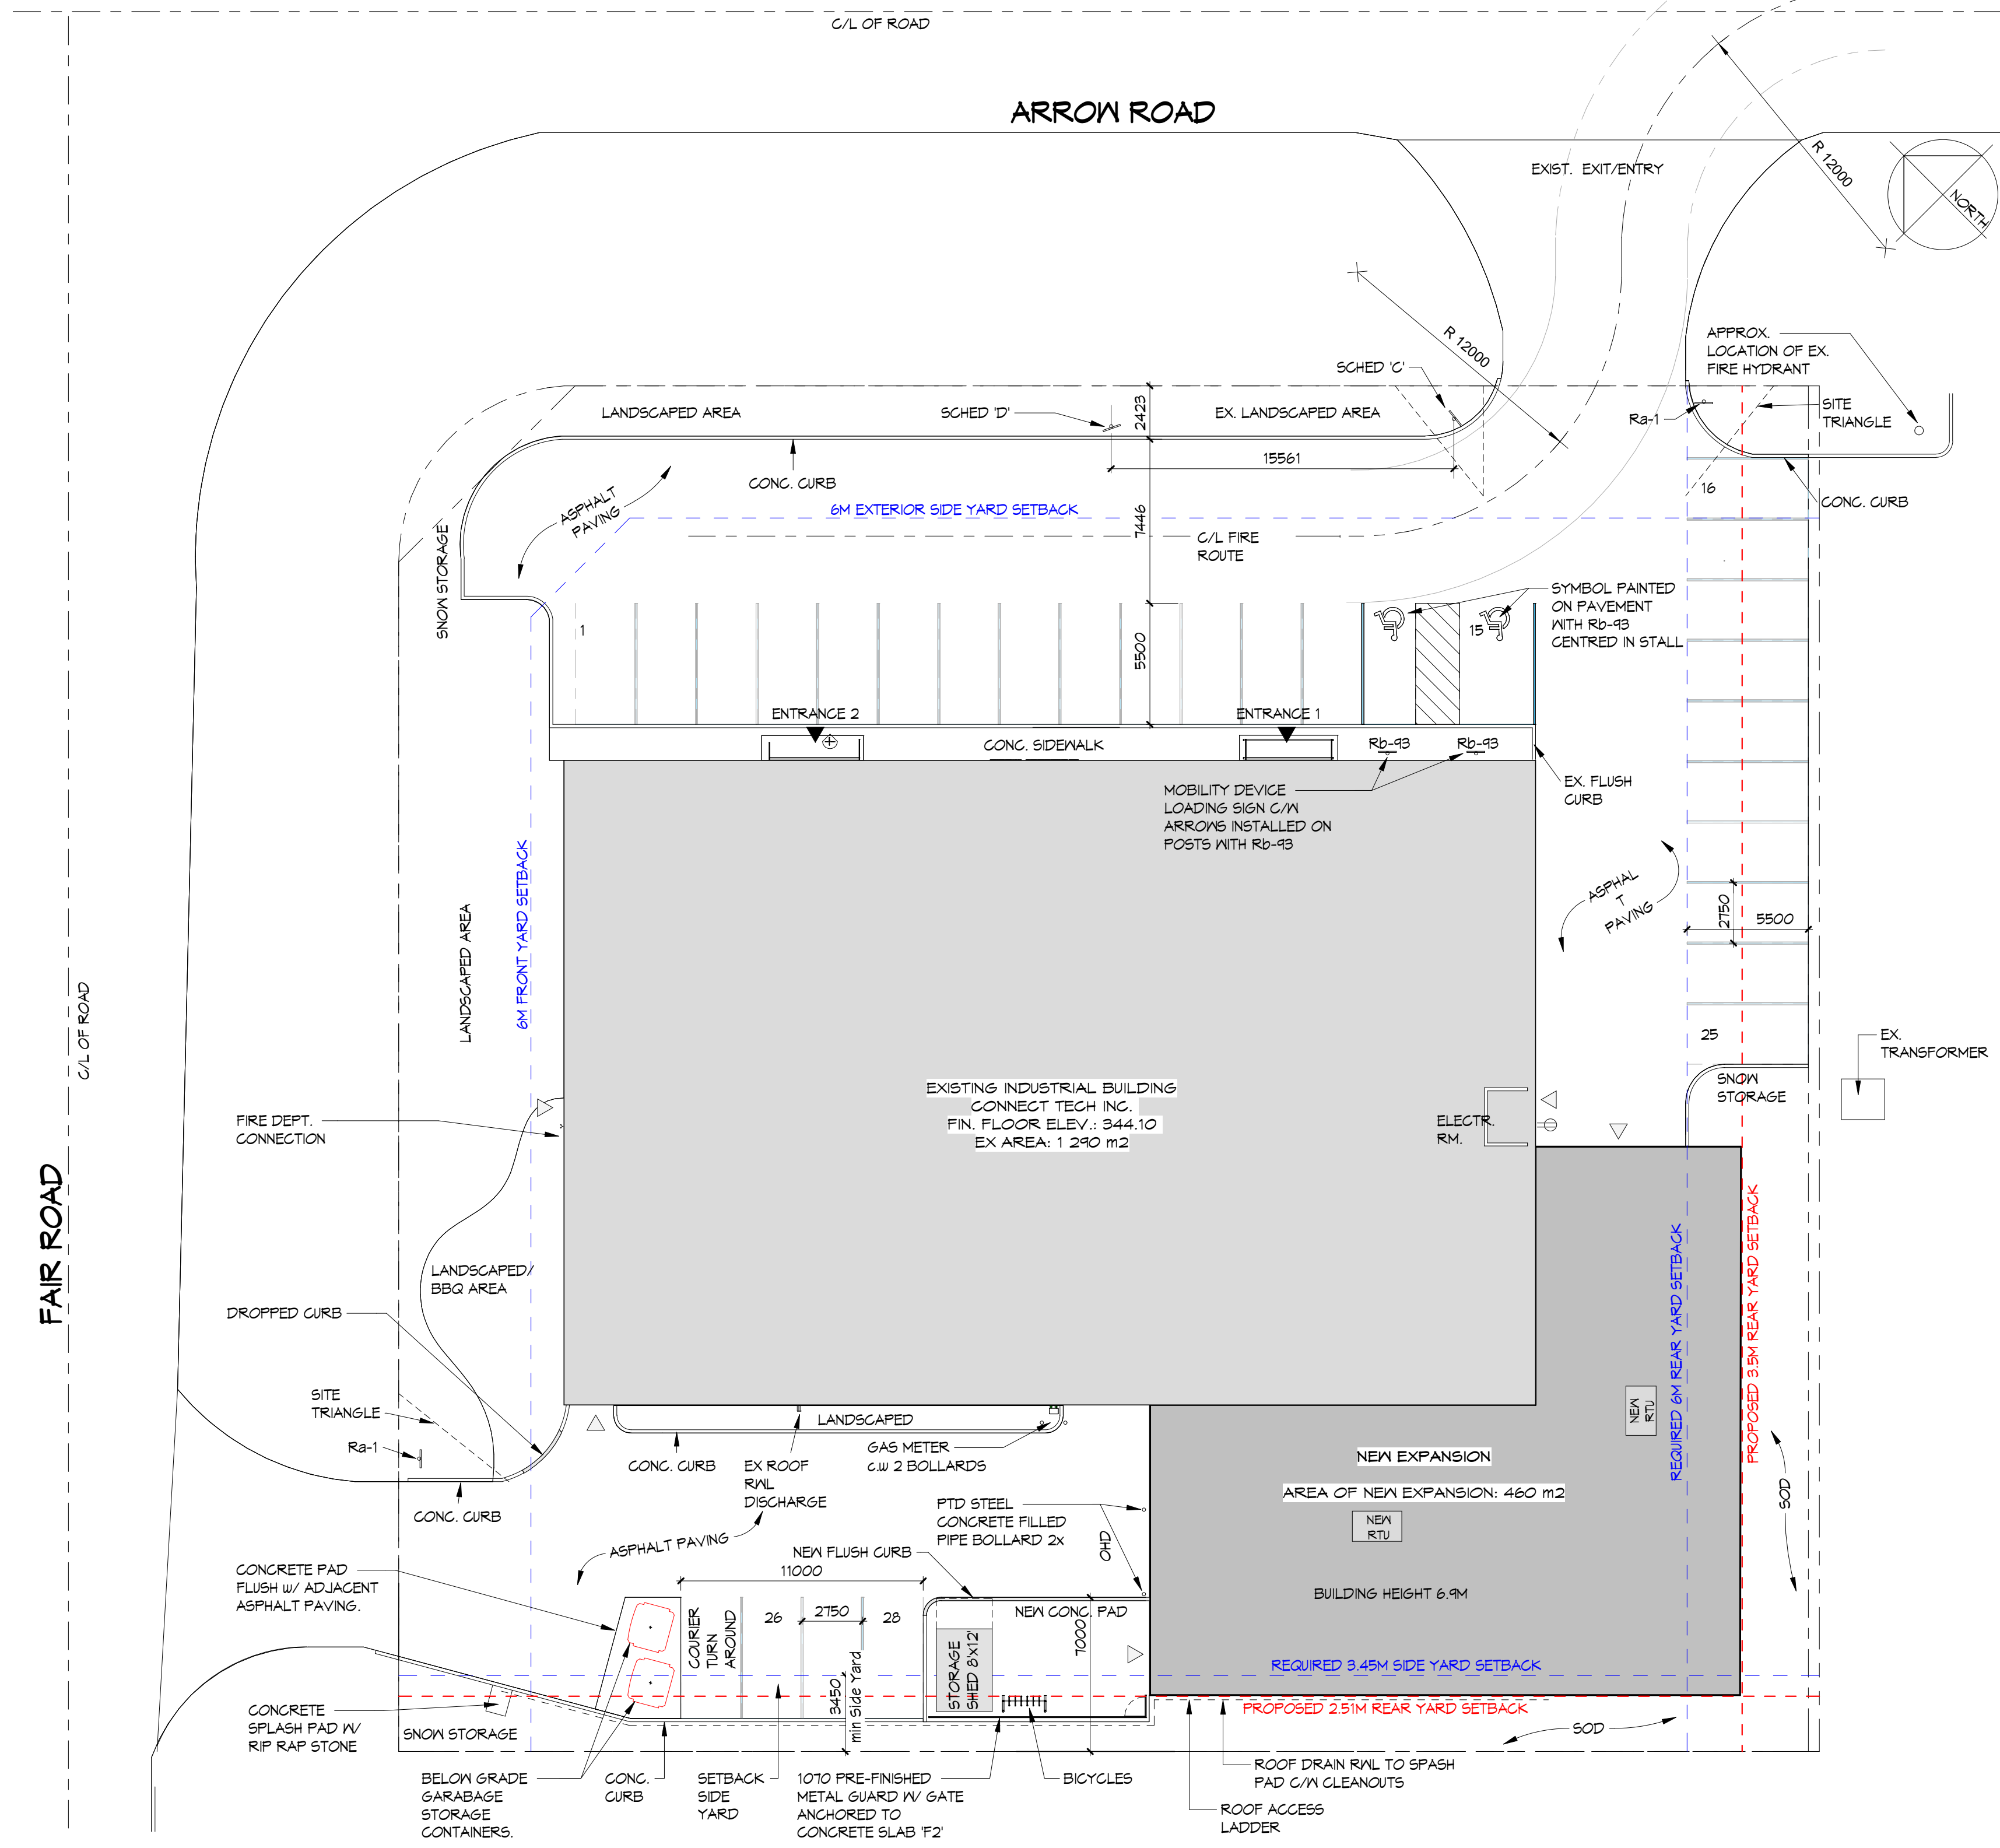 C/L OF ROAD
ARROW ROAD
EXIST. EXIT/ENTRY
R 12000
NORTH
R 12000
APPROX.
LOCATION OF EX.
FIRE HYDRANT
SCHED 'C'
LANDSCAPED AREA
SCHED 'D'
2423
EX. LANDSCAPED AREA
Ra-1
SITE
TRIANGLE
15561
CONC. CURB
16
CONC. CURB
ASPHALT
PAVING
6M EXTERIOR SIDE YARD SETBACK
7446
C/L FIRE
ROUTE
SNOW STORAGE
SYMBOL PAINTED
ON PAVEMENT
WITH Rb-93
CENTRED IN STALL
1
15
5500
ENTRANCE 2
ENTRANCE 1
CONC. SIDEWALK
Rb-93
Rb-93
MOBILITY DEVICE
LOADING SIGN C/W
ARROWS INSTALLED ON
POSTS WITH Rb-93
EX. FLUSH
CURB
6M FRONT YARD SETBACK
LANDSCAPED AREA
ASPHAL
T
PAVING
2750
5500
C/L OF ROAD
25
EX.
TRANSFORMER
SNOW
STORAGE
EXISTING INDUSTRIAL BUILDING
CONNECT TECH INC.
FIN. FLOOR ELEV.: 344.10
EX AREA: 1 290 m2
ELECTR.
RM.
FIRE DEPT.
CONNECTION
FAIR ROAD
LANDSCAPED/
BBQ AREA
DROPPED CURB
SITE
TRIANGLE
Ra-1
CONC. CURB
REQUIRED 6M REAR YARD SETBACK
PROPOSED 3.5M REAR YARD SETBACK
NEW
RTU
LANDSCAPED
CONC. CURB
EX ROOF
RWL
DISCHARGE
GAS METER
c.w 2 BOLLARDS
NEW EXPANSION
AREA OF NEW EXPANSION: 460 m2
NEW
RTU
SOD
PTD STEEL
CONCRETE FILLED
PIPE BOLLARD 2x
OHD
ASPHALT PAVING
NEW FLUSH CURB
11000
CONCRETE PAD
FLUSH w/ ADJACENT
ASPHALT PAVING.
BUILDING HEIGHT 6.9M
COURIER
TURN
AROUND
26
2750
28
NEW CONC. PAD
7000
STORAGE
SHED 8x12'
3450
min Side Yard
REQUIRED 3.45M SIDE YARD SETBACK
PROPOSED 2.51M REAR YARD SETBACK
SOD
CONCRETE
SPLASH PAD W/
RIP RAP STONE
SNOW STORAGE
BELOW GRADE
GARABAGE
STORAGE
CONTAINERS.
CONC.
CURB
SETBACK
SIDE
YARD
1070 PRE-FINISHED
METAL GUARD W/ GATE
ANCHORED TO
CONCRETE SLAB 'F2'
BICYCLES
ROOF DRAIN RWL TO SPASH
PAD C/W CLEANOUTS
ROOF ACCESS
LADDER